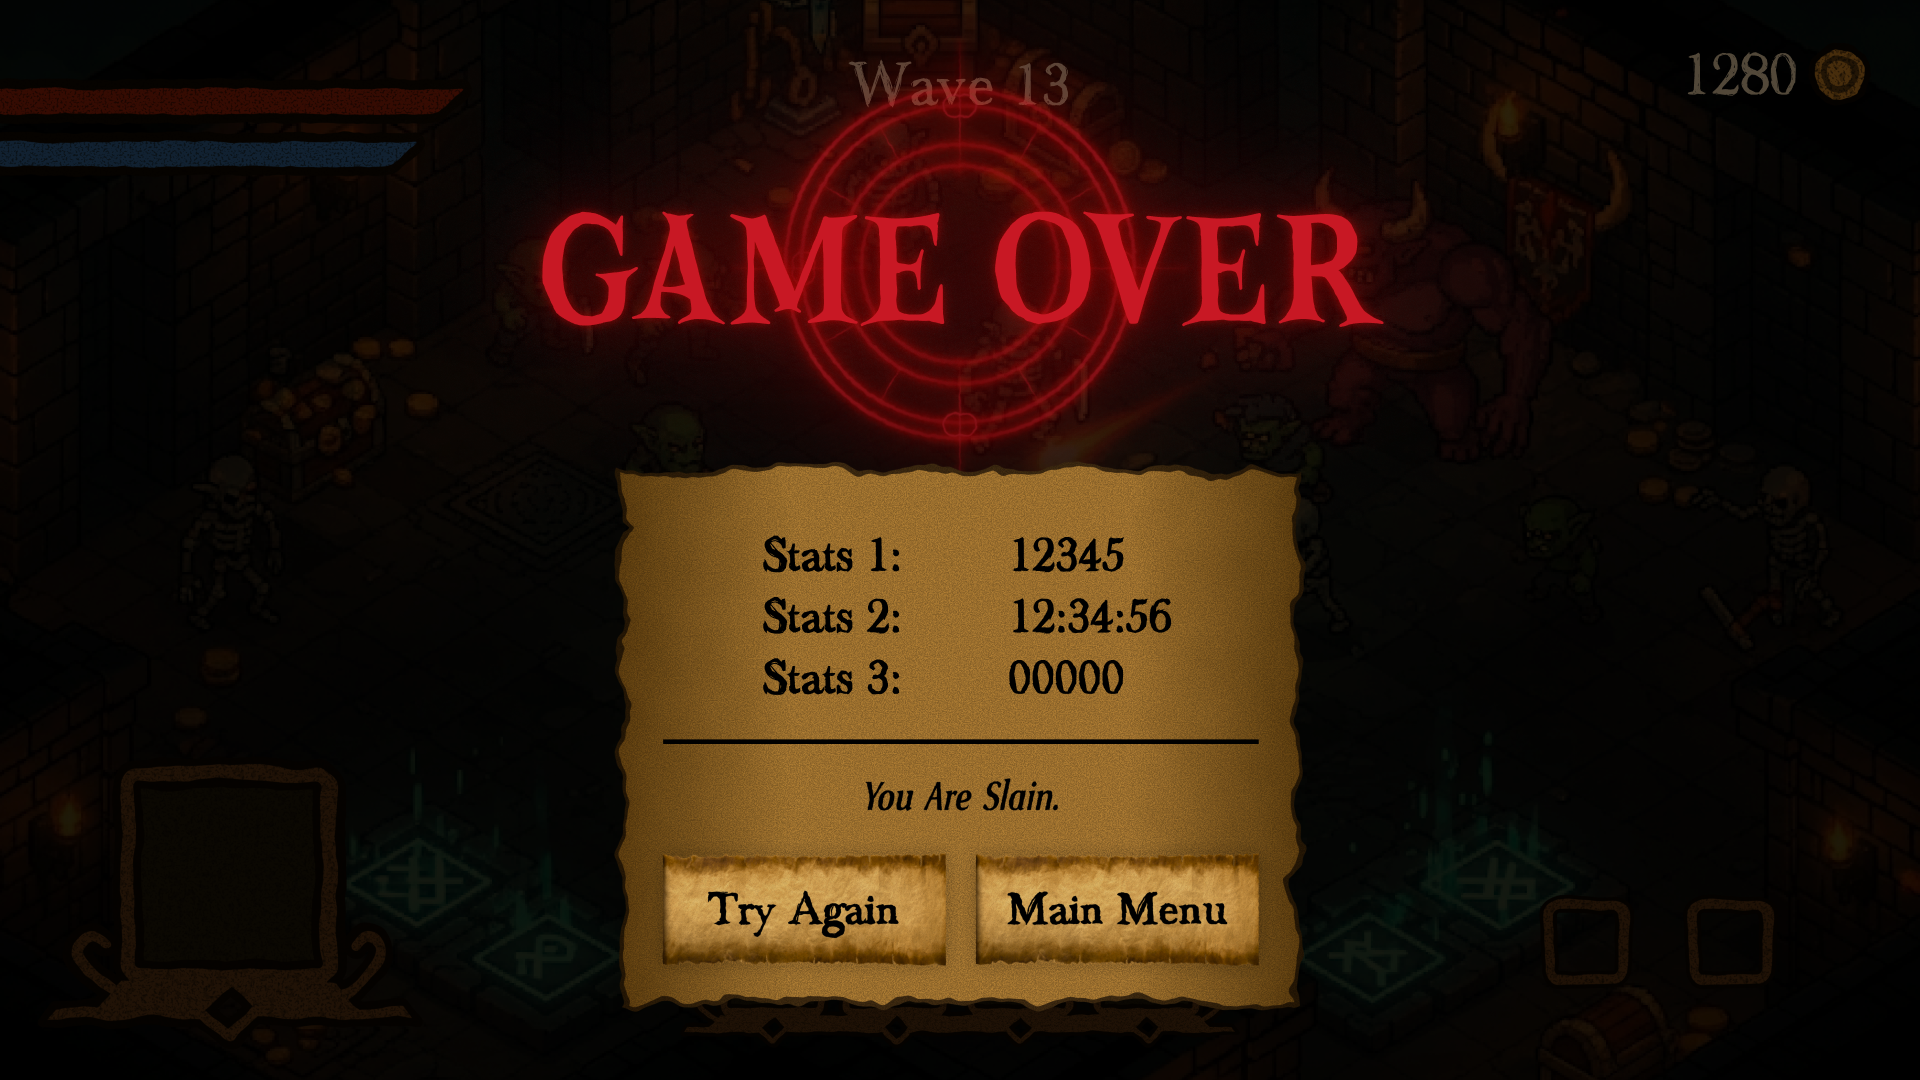 Wave 13
1280
GAME OVER
Stats 1: 12345
Stats 2: 12:34:56
Stats 3: 00000
You Are Slain.
Try Again
Main Menu